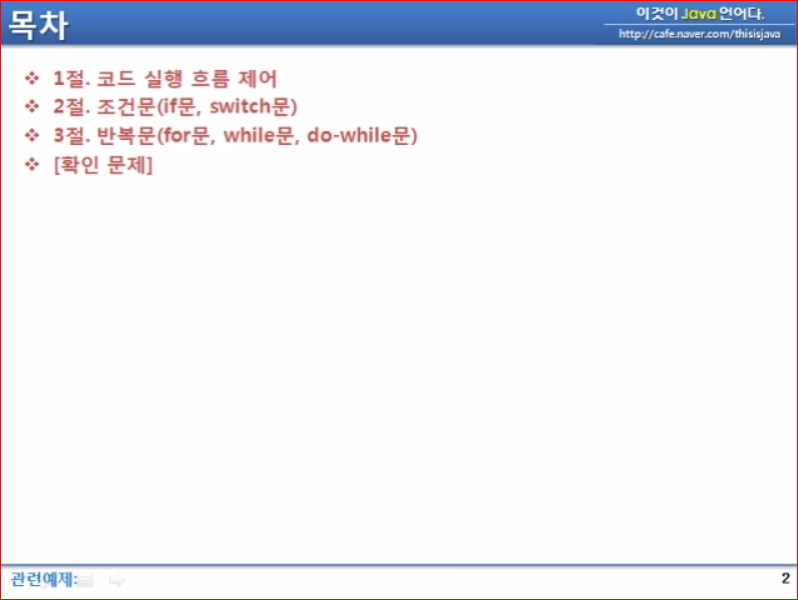 목차
이것이 Java 언어다.
http://cafe.naver.com/thisisjava
❖ 1절. 코드 실행 흐름 제어
❖ 2절. 조건문(if문, switch문)
❖ 3절. 반복문(for문, while문, do-while문)
❖ [확인 문제]
관련예제:
2